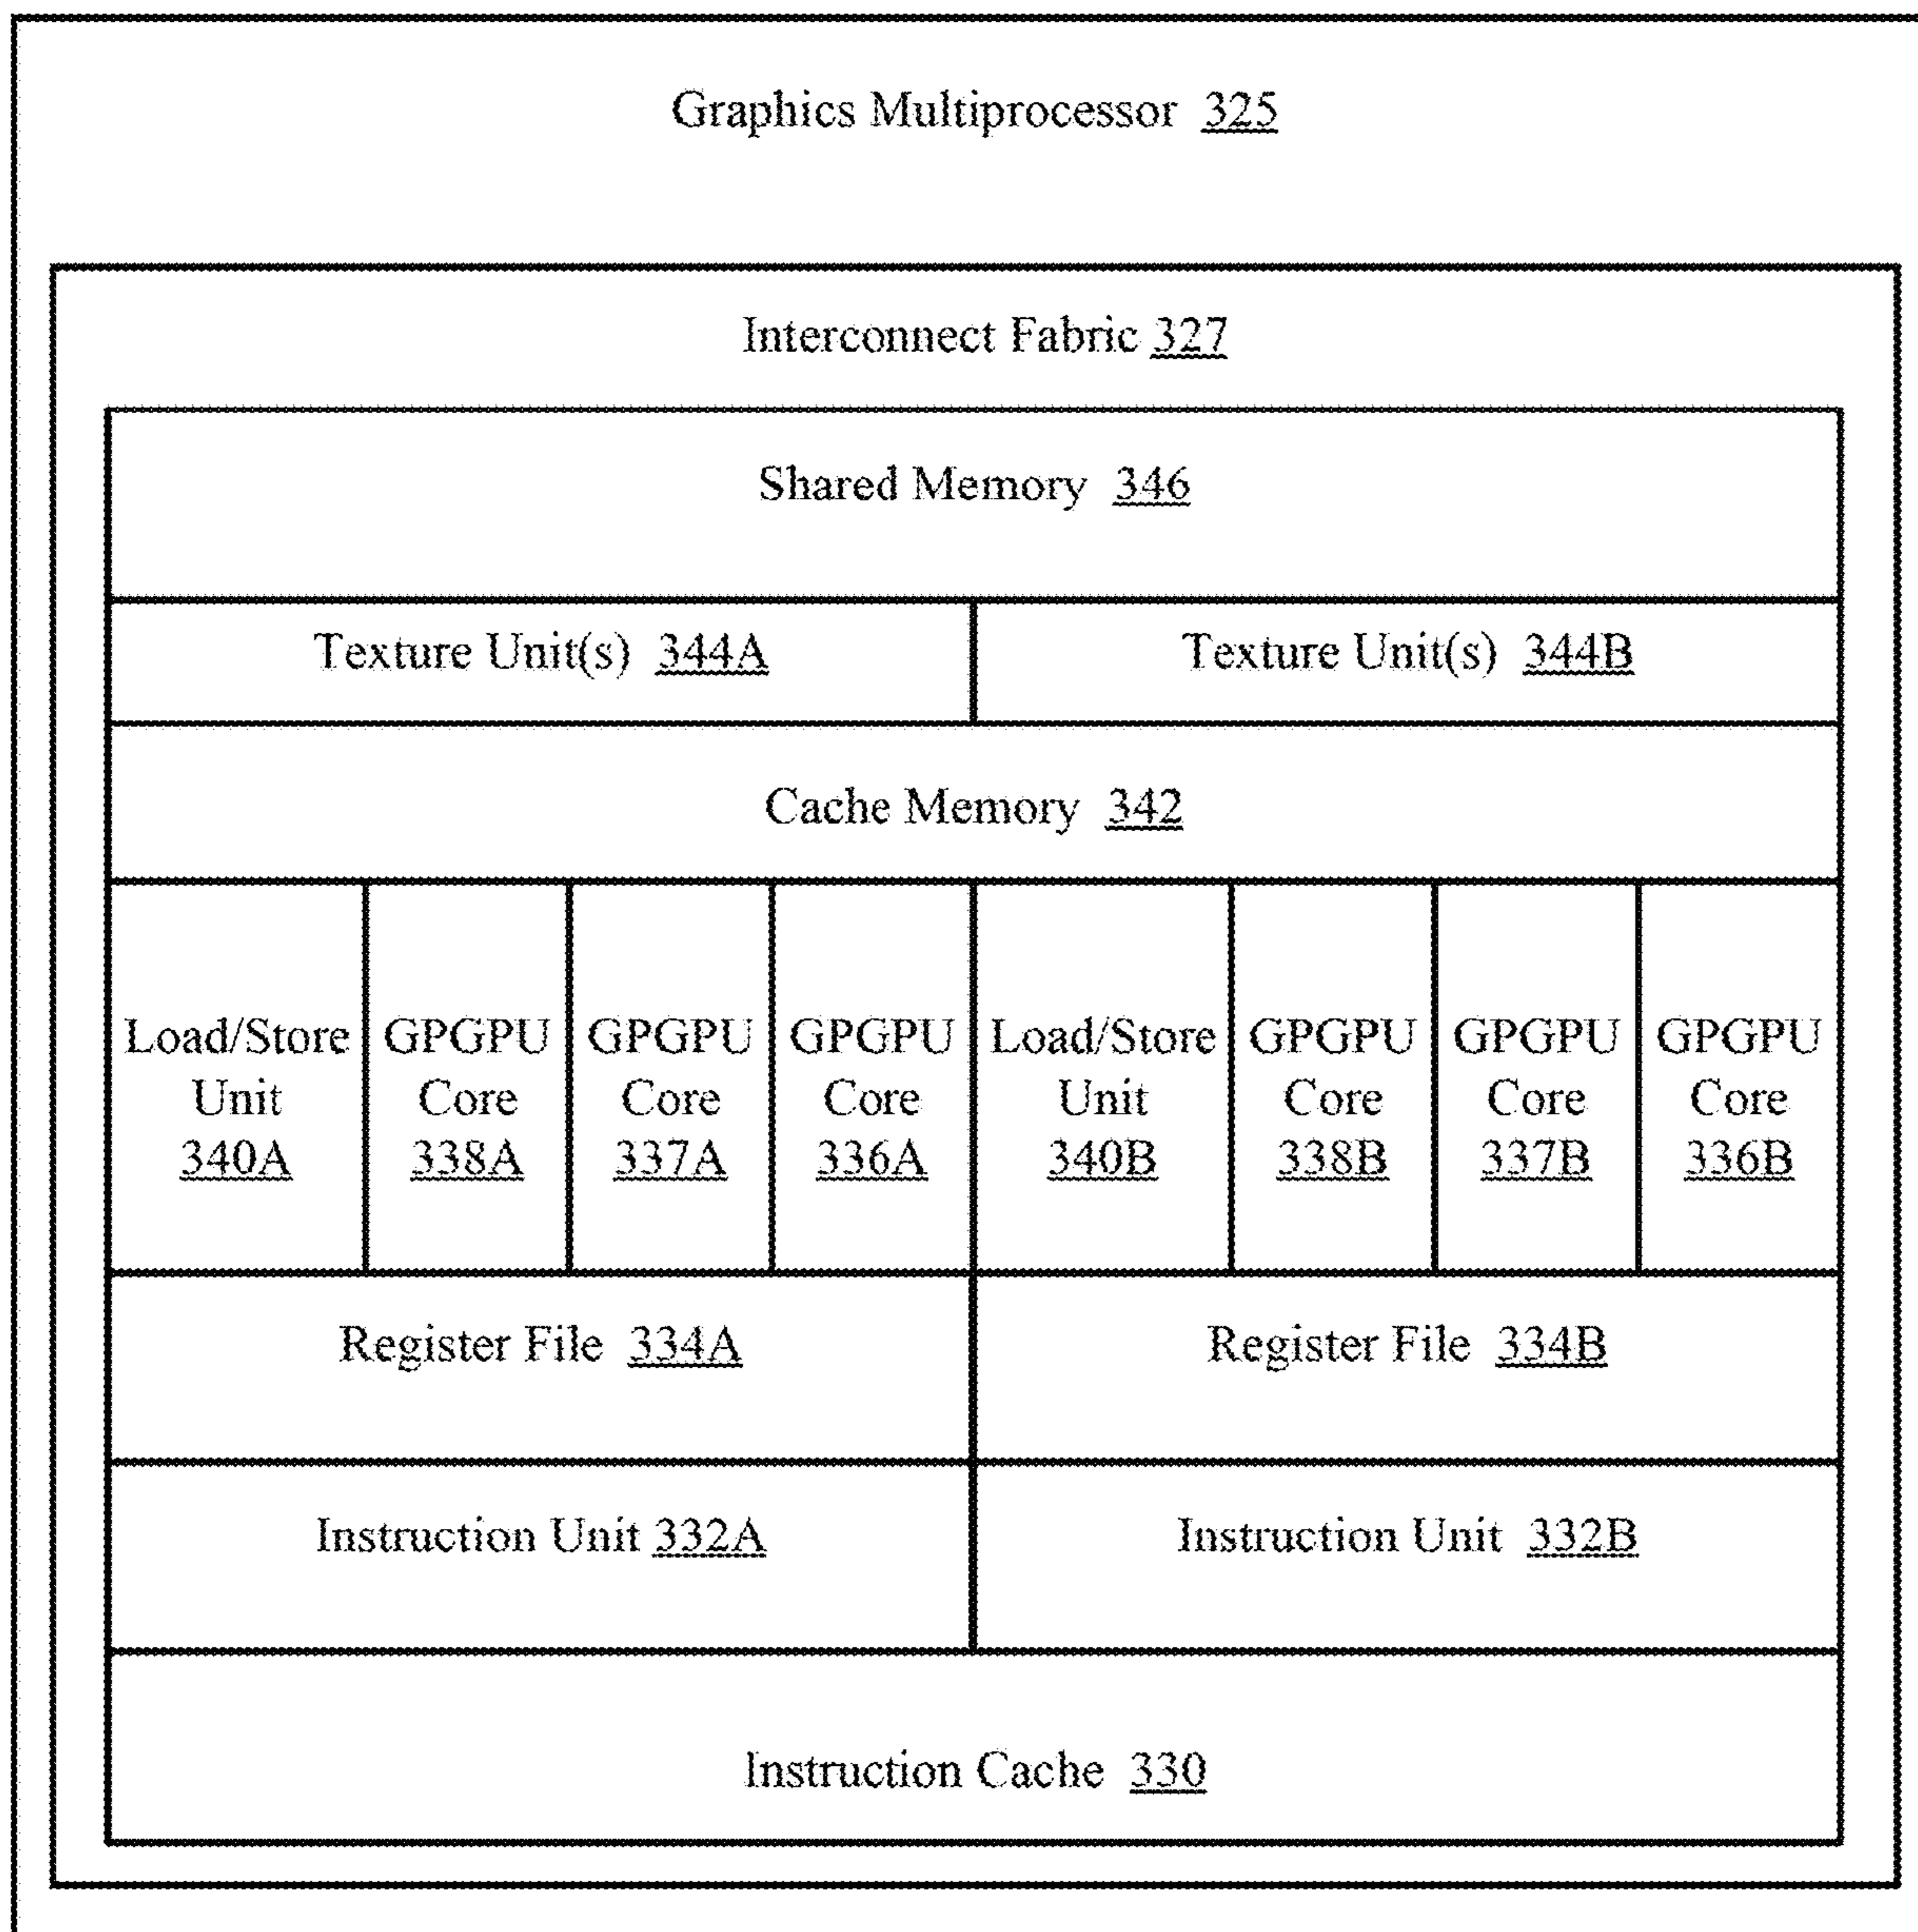 Graphics Multiprocessor 325
Interconnect Fabric 327
Shared Memory 346
Texture Unit(s) 344A
Texture Unit(s) 344B
Cache Memory 342
Load/Store
Unit
340A
GPGPU
Core
338A
GPGPU
Core
337A
GPGPU
Core
336A
Load/Store
Unit
340B
GPGPU
Core
338B
GPGPU
Core
337B
GPGPU
Core
336B
Register File 334A
Register File 334B
Instruction Unit 332A
Instruction Unit 332B
Instruction Cache 330